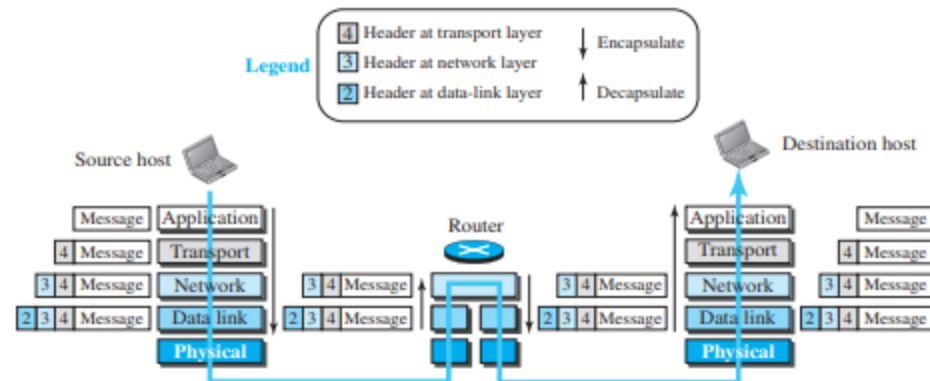 Legend
4 Header at transport layer
3 Header at network layer
2 Header at data-link layer
Encapsulate
Decapsulate
Source host
Destination host
Router
Message Application
4 Message Transport
3 4 Message Network
2 3 4 Message Data link
Physical
3 4 Message
2 3 4 Message
3 4 Message
2 3 4 Message
Application Message
Transport 4 Message
Network 3 4 Message
Data link 2 3 4 Message
Physical